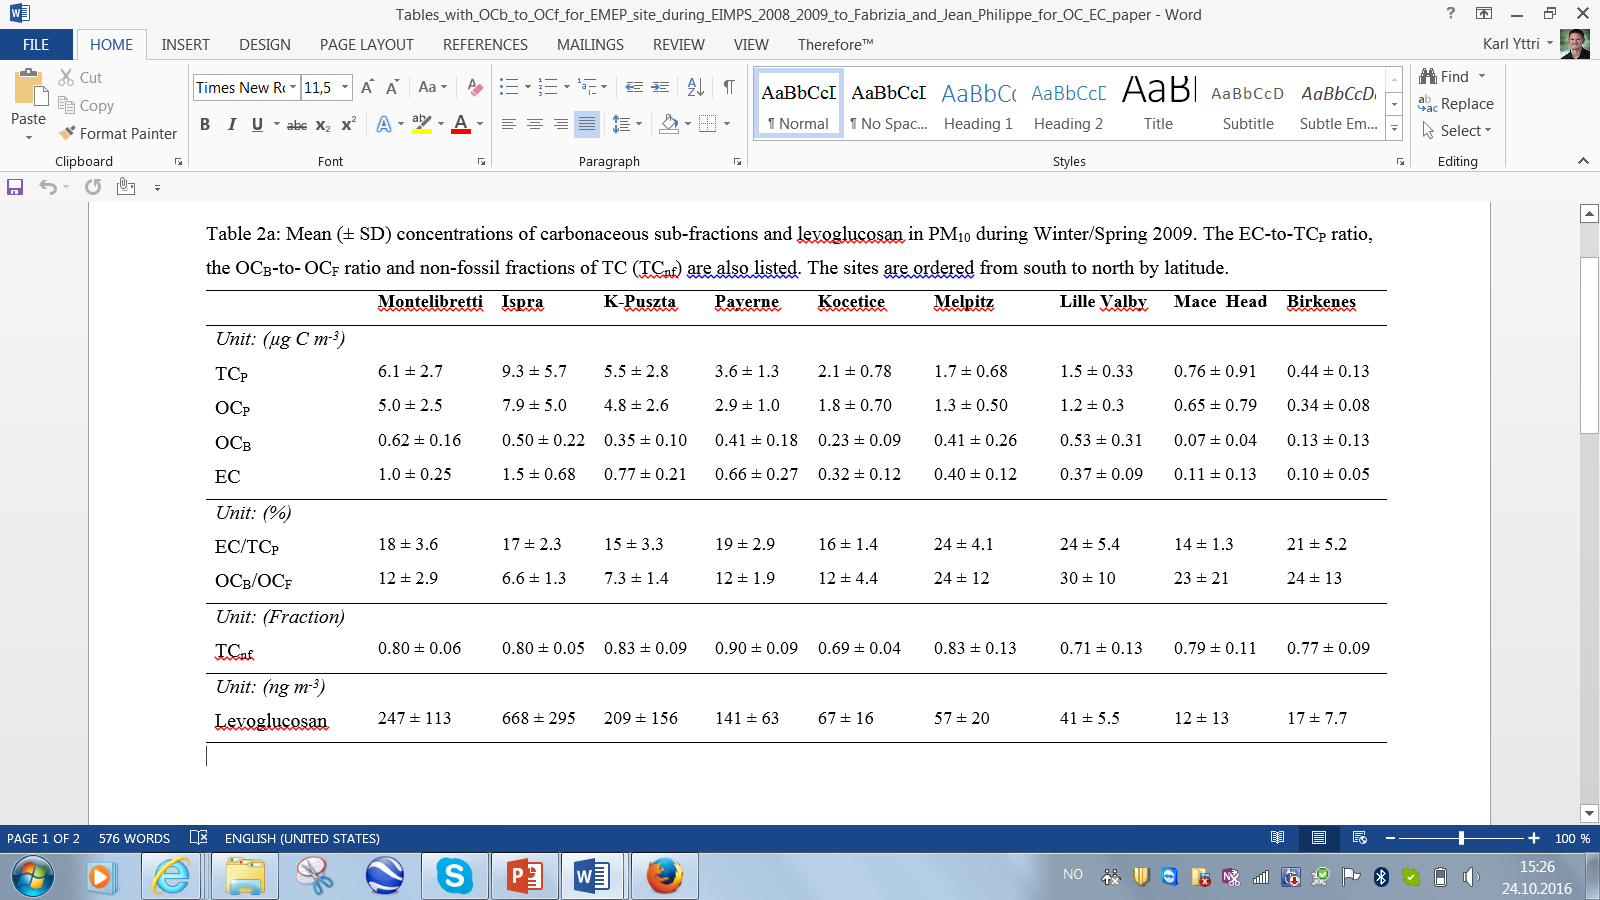 Tables_with_OCb_to_OCf_for_EMEP_site_during_EIMPS_2008_2009_to_Fabrizia_and_Jean_Philippe_for_OC_EC_paper - Word
FILE HOME INSERT DESIGN PAGE LAYOUT REFERENCES MAILINGS REVIEW VIEW Therefore™ Karl Yttri
Paste Cut Copy Format Painter
Clipboard
Times New Rc 11,5
Font
Paragraph
AaBbCcI AaBbCcI AaBbCc AaBbCcD AaBl AaBbCcD AaBbCcD
¶ Normal ¶ No Spac... Heading 1 Heading 2 Title Subtitle Subtle Em...
Styles
Find
Replace
Select
Editing
Table 2a: Mean (± SD) concentrations of carbonaceous sub-fractions and levoglucosan in PM10 during Winter/Spring 2009. The EC-to-TCP ratio,
the OCB-to- OCF ratio and non-fossil fractions of TC (TCnf) are also listed. The sites are ordered from south to north by latitude.
Montelibretti Ispra K-Puszta Payerne Kocetice Melpitz Lille Valby Mace Head Birkenes
Unit: (µg C m-3)
TCP 6.1 ± 2.7 9.3 ± 5.7 5.5 ± 2.8 3.6 ± 1.3 2.1 ± 0.78 1.7 ± 0.68 1.5 ± 0.33 0.76 ± 0.91 0.44 ± 0.13
OCP 5.0 ± 2.5 7.9 ± 5.0 4.8 ± 2.6 2.9 ± 1.0 1.8 ± 0.70 1.3 ± 0.50 1.2 ± 0.3 0.65 ± 0.79 0.34 ± 0.08
OCB 0.62 ± 0.16 0.50 ± 0.22 0.35 ± 0.10 0.41 ± 0.18 0.23 ± 0.09 0.41 ± 0.26 0.53 ± 0.31 0.07 ± 0.04 0.13 ± 0.13
EC 1.0 ± 0.25 1.5 ± 0.68 0.77 ± 0.21 0.66 ± 0.27 0.32 ± 0.12 0.40 ± 0.12 0.37 ± 0.09 0.11 ± 0.13 0.10 ± 0.05
Unit: (%)
EC/TCP 18 ± 3.6 17 ± 2.3 15 ± 3.3 19 ± 2.9 16 ± 1.4 24 ± 4.1 24 ± 5.4 14 ± 1.3 21 ± 5.2
OCB/OCF 12 ± 2.9 6.6 ± 1.3 7.3 ± 1.4 12 ± 1.9 12 ± 4.4 24 ± 12 30 ± 10 23 ± 21 24 ± 13
Unit: (Fraction)
TCnf 0.80 ± 0.06 0.80 ± 0.05 0.83 ± 0.09 0.90 ± 0.09 0.69 ± 0.04 0.83 ± 0.13 0.71 ± 0.13 0.79 ± 0.11 0.77 ± 0.09
Unit: (ng m-3)
Levoglucosan 247 ± 113 668 ± 295 209 ± 156 141 ± 63 67 ± 16 57 ± 20 41 ± 5.5 12 ± 13 17 ± 7.7
PAGE 1 OF 2 576 WORDS ENGLISH (UNITED STATES) 100 %
NO 15:26
24.10.2016